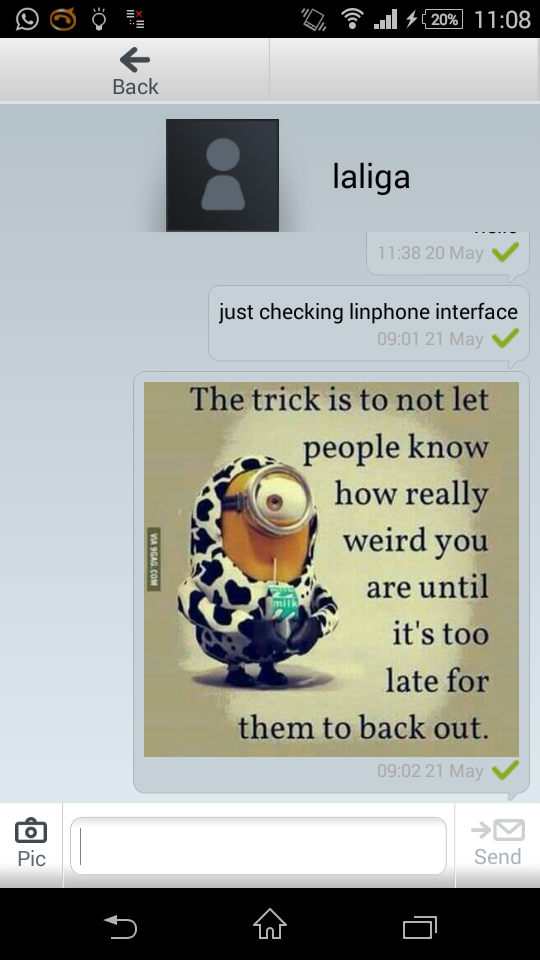 20% 11:08
Back
laliga
11:38 20 May
just checking linphone interface
09:01 21 May
The trick is to not let
people know
how really
weird you
are until
it's too
late for
them to back out.
VIA 9GAG.COM
milk
09:02 21 May
Pic
Send